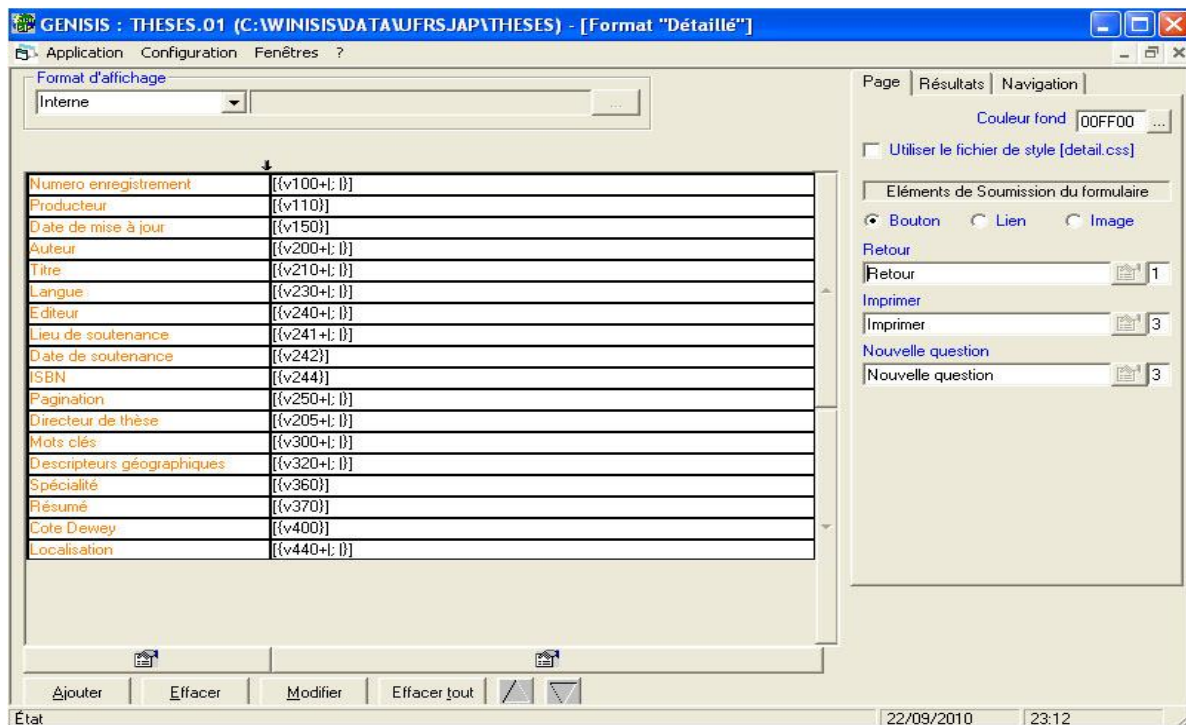 GENISIS : THESES.01 (C:\WINISIS\DATA\UFRSJAP\THESES) - [Format "Détaillé"]
Application Configuration Fenêtres ?
Format d'affichage
Interne
...
Numero enregistrement [{v100+|; |}]
Producteur [{v110}]
Date de mise à jour [{v150}]
Auteur [{v200+|; |}]
Titre [{v210+|; |}]
Langue [{v230+|; |}]
Editeur [{v240+|; |}]
Lieu de soutenance [{v241+|; |}]
Date de soutenance [{v242}]
ISBN [{v244}]
Pagination [{v250+|; |}]
Directeur de thèse [{v205+|; |}]
Mots clés [{v300+|; |}]
Descripteurs géographiques [{v320+|; |}]
Spécialité [{v360}]
Résumé [{v370}]
Cote Dewey [{v400}]
Localisation [{v440+|; |}]
Ajouter Effacer Modifier Effacer tout
Page Résultats Navigation
Couleur fond 00FF00 ...
Utiliser le fichier de style [detail.css]
Eléments de Soumission du formulaire
Bouton Lien Image
Retour
Retour 1
Imprimer
Imprimer 3
Nouvelle question
Nouvelle question 3
État 22/09/2010 23:12